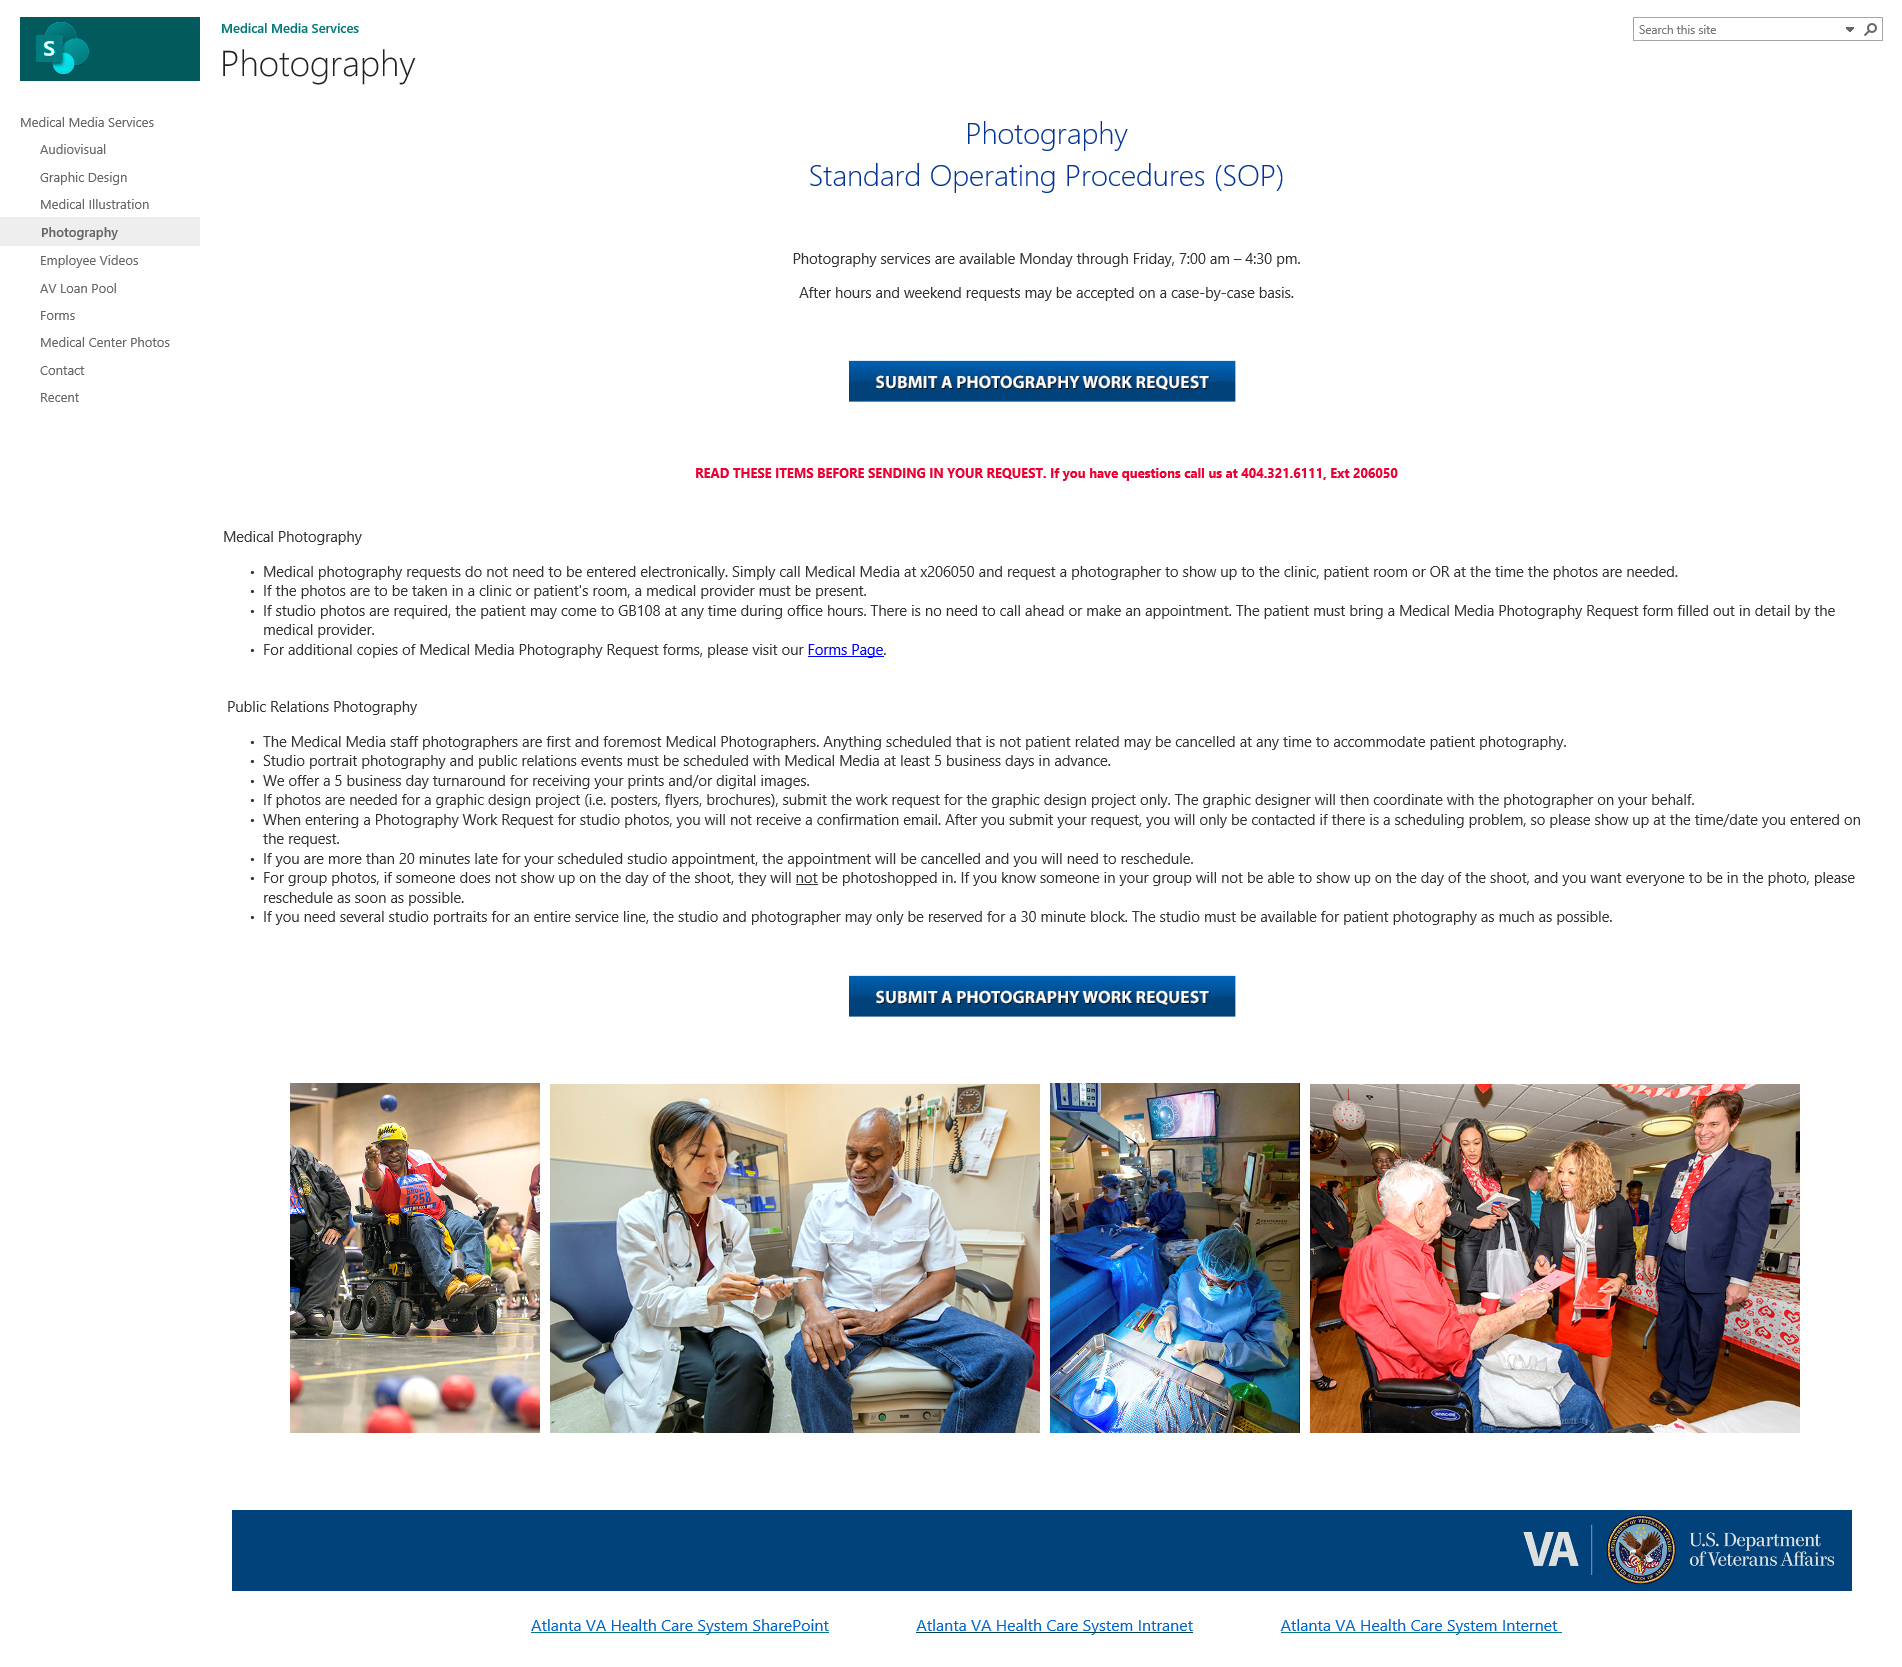 S
Medical Media Services
Photography
Search this site
Medical Media Services
Audiovisual
Graphic Design
Medical Illustration
Photography
Employee Videos
AV Loan Pool
Forms
Medical Center Photos
Contact
Recent
Photography
Standard Operating Procedures (SOP)
Photography services are available Monday through Friday, 7:00 am – 4:30 pm.
After hours and weekend requests may be accepted on a case-by-case basis.
SUBMIT A PHOTOGRAPHY WORK REQUEST
READ THESE ITEMS BEFORE SENDING IN YOUR REQUEST. If you have questions call us at 404.321.6111, Ext 206050
Medical Photography
• Medical photography requests do not need to be entered electronically. Simply call Medical Media at x206050 and request a photographer to show up to the clinic, patient room or OR at the time the photos are needed.
• If the photos are to be taken in a clinic or patient's room, a medical provider must be present.
• If studio photos are required, the patient may come to GB108 at any time during office hours. There is no need to call ahead or make an appointment. The patient must bring a Medical Media Photography Request form filled out in detail by the
medical provider.
• For additional copies of Medical Media Photography Request forms, please visit our Forms Page.
Public Relations Photography
• The Medical Media staff photographers are first and foremost Medical Photographers. Anything scheduled that is not patient related may be cancelled at any time to accommodate patient photography.
• Studio portrait photography and public relations events must be scheduled with Medical Media at least 5 business days in advance.
• We offer a 5 business day turnaround for receiving your prints and/or digital images.
• If photos are needed for a graphic design project (i.e. posters, flyers, brochures), submit the work request for the graphic design project only. The graphic designer will then coordinate with the photographer on your behalf.
• When entering a Photography Work Request for studio photos, you will not receive a confirmation email. After you submit your request, you will only be contacted if there is a scheduling problem, so please show up at the time/date you entered on
the request.
• If you are more than 20 minutes late for your scheduled studio appointment, the appointment will be cancelled and you will need to reschedule.
• For group photos, if someone does not show up on the day of the shoot, they will not be photoshopped in. If you know someone in your group will not be able to show up on the day of the shoot, and you want everyone to be in the photo, please
reschedule as soon as possible.
• If you need several studio portraits for an entire service line, the studio and photographer may only be reserved for a 30 minute block. The studio must be available for patient photography as much as possible.
SUBMIT A PHOTOGRAPHY WORK REQUEST
1258
VA
U.S. Department
of Veterans Affairs
Atlanta VA Health Care System SharePoint
Atlanta VA Health Care System Intranet
Atlanta VA Health Care System Internet